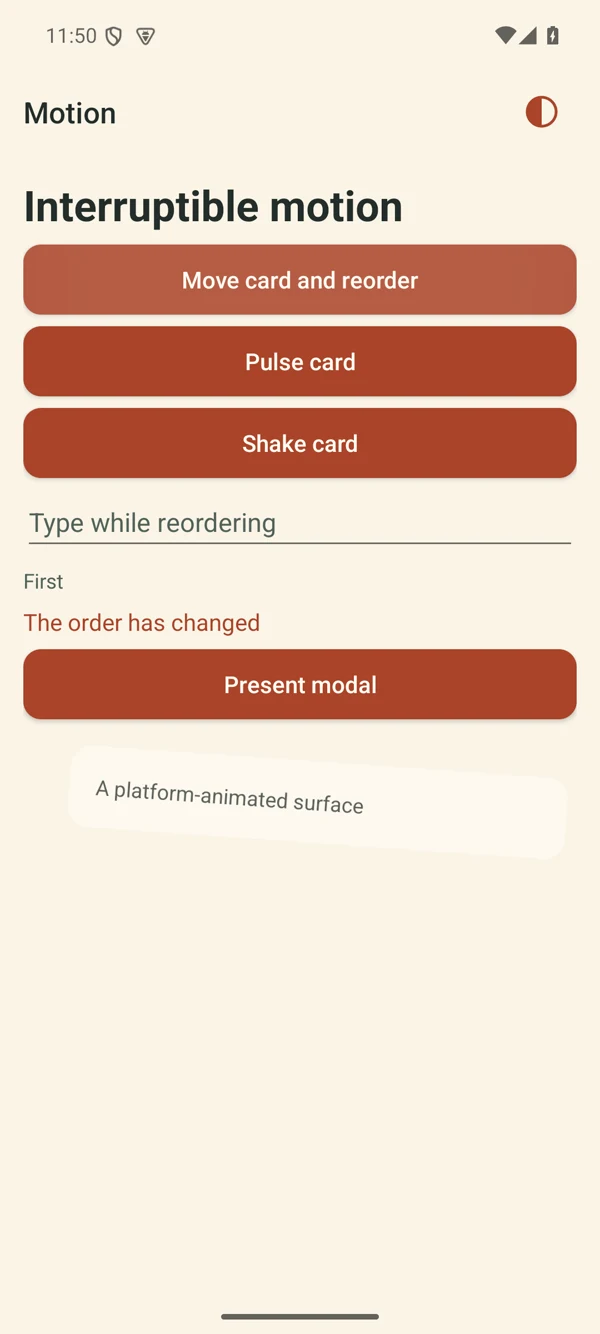 11:50
Motion
Interruptible motion
Move card and reorder
Pulse card
Shake card
Type while reordering
First
The order has changed
Present modal
A platform-animated surface